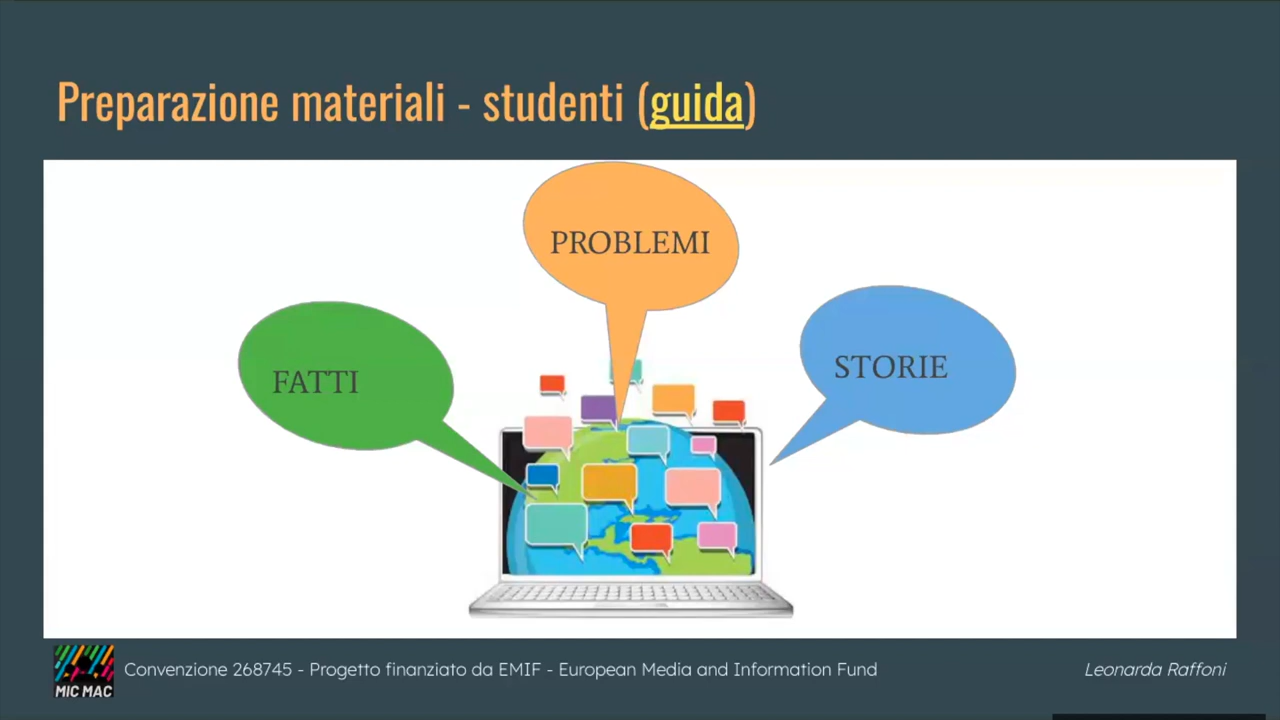 Preparazione materiali - studenti (guida)
PROBLEMI
FATTI
STORIE
MIC MAC
Convenzione 268745 - Progetto finanziato da EMIF - European Media and Information Fund
Leonarda Raffoni